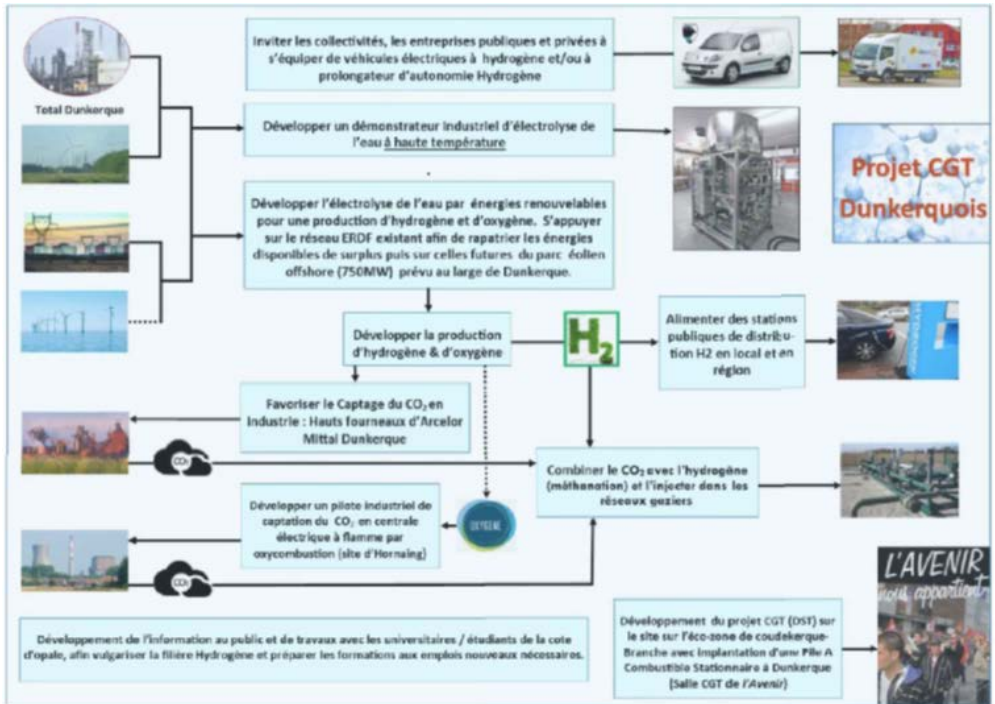 Inviter les collectivités, les entreprises publiques et privées à
s'équiper de véhicules électriques à hydrogène et/ou à
prolongateur d'autonomie Hydrogène
Total Dunkerque
Développer un démonstrateur industriel d'électrolyse de
l'eau à haute température
Projet CGT
Dunkerquois
Développer l'électrolyse de l'eau par énergies renouvelables
pour une production d'hydrogène et d'oxygène. S'appuyer
sur le réseau ERDF existant afin de rapatrier les énergies
disponibles de surplus puis sur celles futures du parc éolien
offshore (750MW) prévu au large de Dunkerque.
Développer la production
d'hydrogène & d'oxygène
H2
Alimenter des stations
publiques de distribu-
tion H2 en local et en
région
Favoriser le Captage du CO2 en
Industrie : Hauts fourneaux d'Arcelor
Mittal Dunkerque
CO2
Combiner le CO2 avec l'hydrogène
(méthanation) et l'injecter dans les
réseaux gaziers
Développer un pilote industriel de
captation du CO2 en centrale
électrique à flamme par
oxycombustion (site d'Hornaing)
OXYGÈNE
CO2
L'AVENIR
nous appartient
Développement de l'information au public et de travaux avec les universitaires / étudiants de la cote
d'opale, afin vulgariser la filière Hydrogène et préparer les formations aux emplois nouveaux nécessaires.
Développement du projet CGT (DST) sur
le site sur l'éco-zone de coudekerque-
Branche avec implantation d'une Pile A
Combustible Stationnaire à Dunkerque
(Salle CGT de l'Avenir)